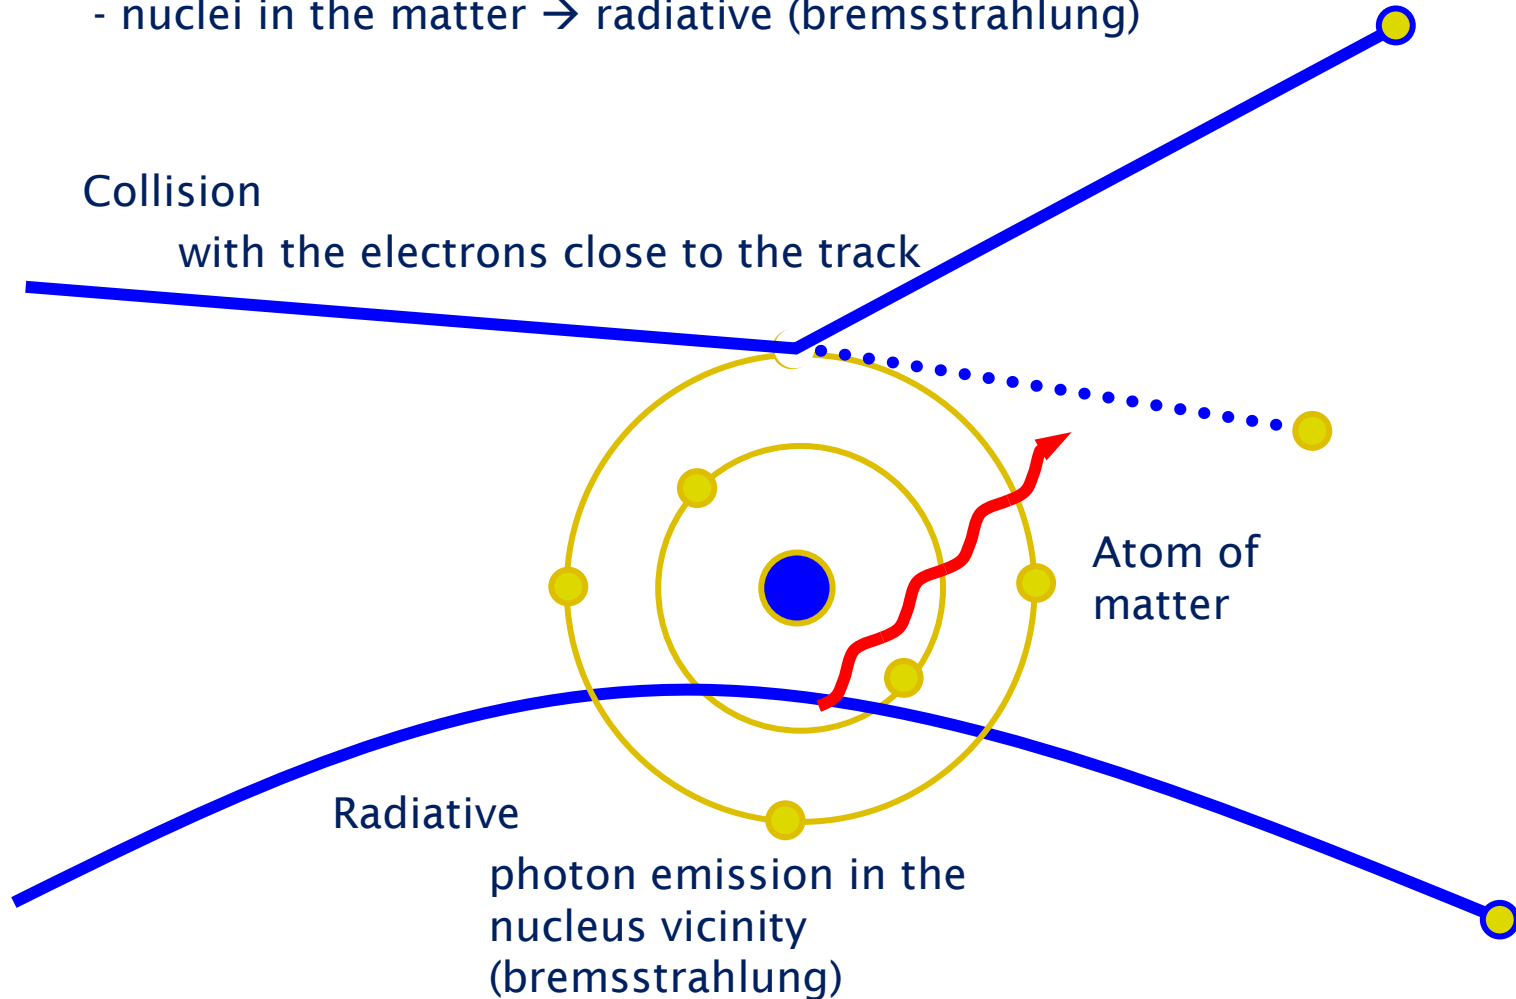 - nuclei in the matter → radiative (bremsstrahlung)
Collision
with the electrons close to the track
Atom of
matter
Radiative
photon emission in the
nucleus vicinity
(bremsstrahlung)